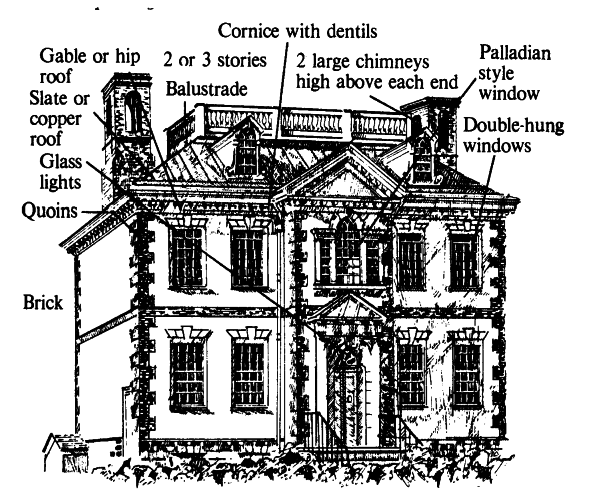 Cornice with dentils
Gable or hip
roof
2 or 3 stories
2 large chimneys
high above each end
Palladian
style
window
Slate or
copper
roof
Balustrade
Double-hung
windows
Glass
lights
Quoins
Brick